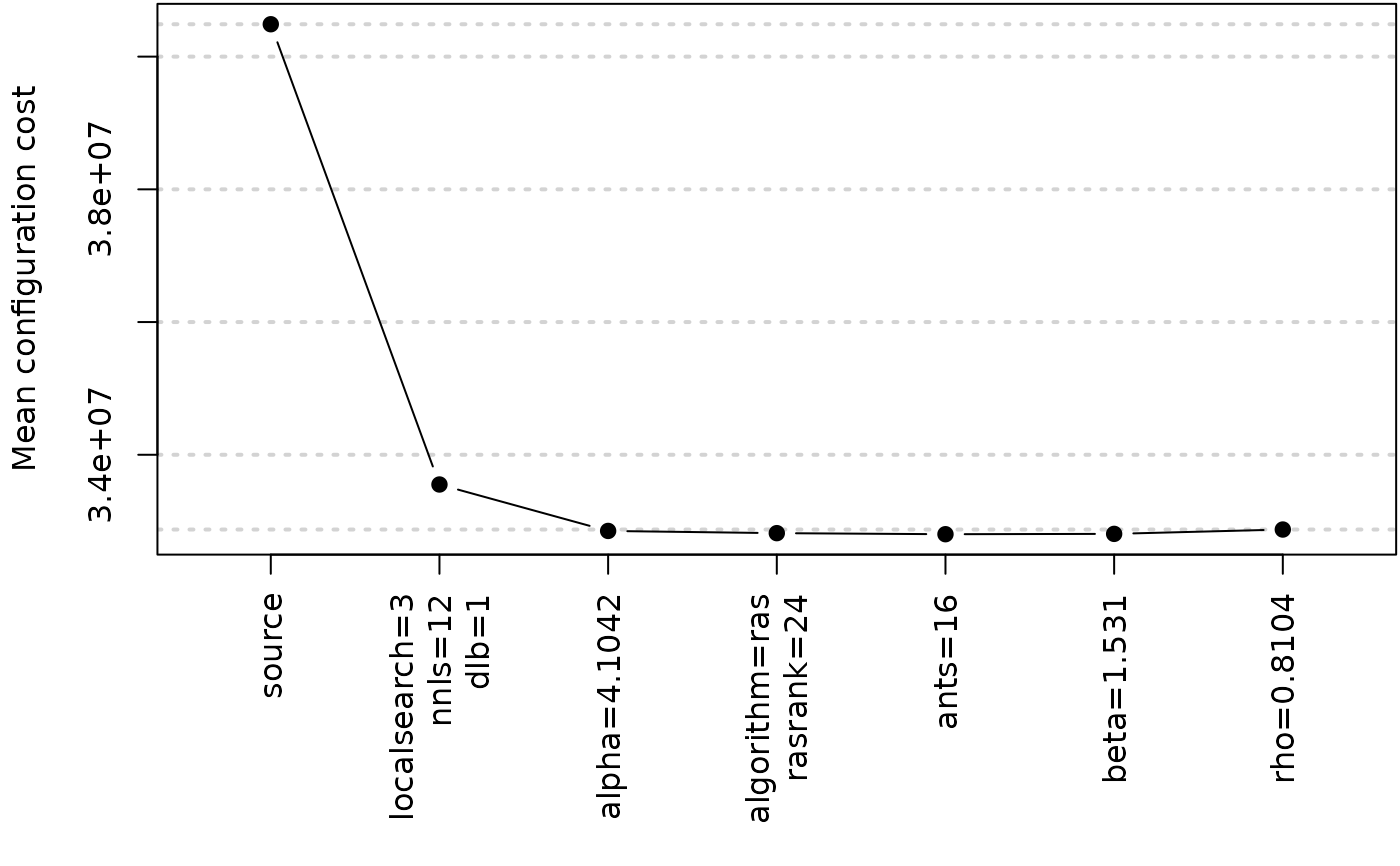 Mean configuration cost
3.8e+07
3.4e+07
source
localsearch=3
nnls=12
dlb=1
alpha=4.1042
algorithm=ras
rasrank=24
ants=16
beta=1.531
rho=0.8104